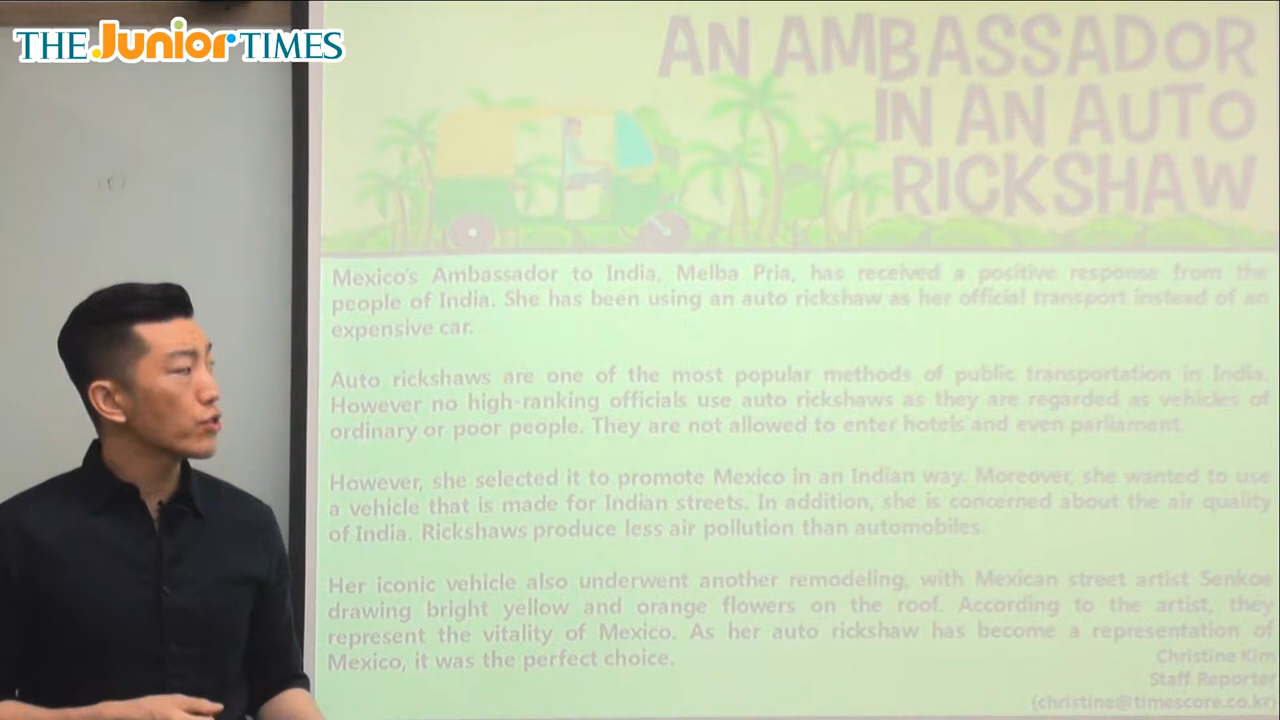 THE Junior TIMES
AN AMBASSADOR
IN AN AUTO
RICKSHAW
Mexico's Ambassador to India, Melba Pria, has received a positive response from the
people of India. She has been using an auto rickshaw as her official transport instead of an
expensive car.
Auto rickshaws are one of the most popular methods of public transportation in India.
However no high-ranking officials use auto rickshaws as they are regarded as vehicles of
ordinary or poor people. They are not allowed to enter hotels and even parliament.
However, she selected it to promote Mexico in an Indian way. Moreover, she wanted to use
a vehicle that is made for Indian streets. In addition, she is concerned about the air quality
of India. Rickshaws produce less air pollution than automobiles.
Her iconic vehicle also underwent another remodeling, with Mexican street artist Senkoe
drawing bright yellow and orange flowers on the roof. According to the artist, they
represent the vitality of Mexico. As her auto rickshaw has become a representation of
Mexico, it was the perfect choice.
Christine Kim
Staff Reporter
(christine@timescore.co.kr)